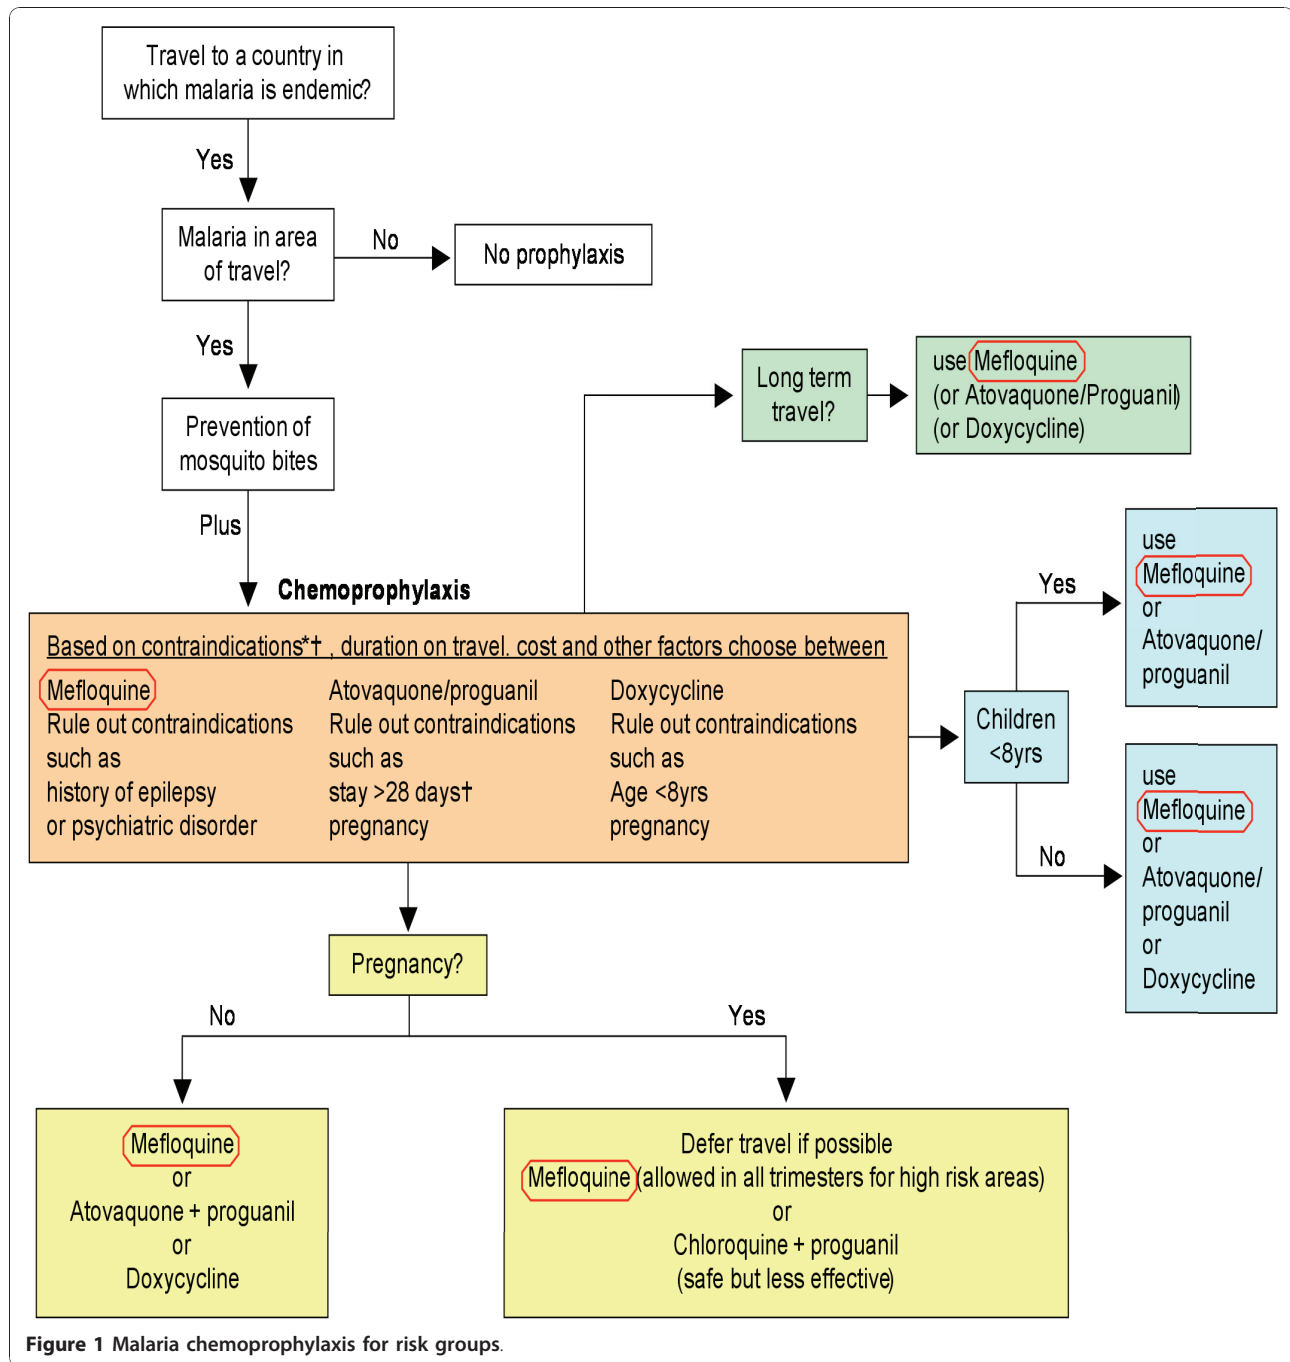 Travel to a country in
which malaria is endemic?
Yes
Malaria in area
of travel?
No
No prophylaxis
Yes
Prevention of
mosquito bites
Plus
Long term
travel?
use Mefloquine
(or Atovaquone/Proguanil)
(or Doxycycline)
Chemoprophylaxis
Based on contraindications*† , duration on travel. cost and other factors choose between
Mefloquine
Rule out contraindications
such as
history of epilepsy
or psychiatric disorder
Atovaquone/proguanil
Rule out contraindications
such as
stay >28 days†
pregnancy
Doxycycline
Rule out contraindications
such as
Age <8yrs
pregnancy
Children
<8yrs
Yes
use
Mefloquine
or
Atovaquone/
proguanil
No
use
Mefloquine
or
Atovaquone/
proguanil
or
Doxycycline
Pregnancy?
No
Yes
Mefloquine
or
Atovaquone + proguanil
or
Doxycycline
Defer travel if possible
Mefloquine (allowed in all trimesters for high risk areas)
or
Chloroquine + proguanil
(safe but less effective)
Figure 1 Malaria chemoprophylaxis for risk groups.